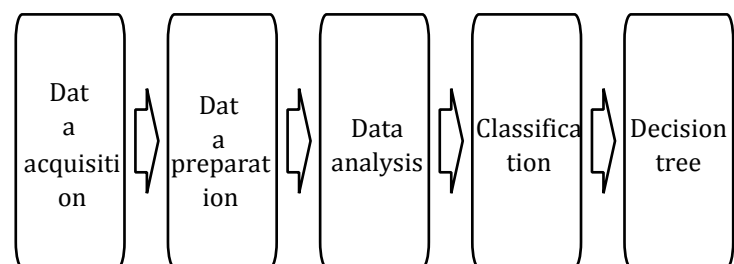 Dat
a
acquisiti
on
Dat
a
preparat
ion
Data
analysis
Classifica
tion
Decision
tree